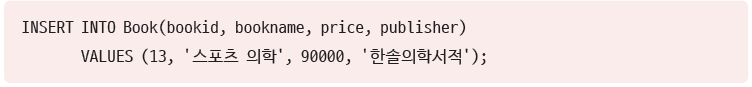 INSERT INTO Book(bookid, bookname, price, publisher)
VALUES (13, '스포츠 의학', 90000, '한솔의학서적');